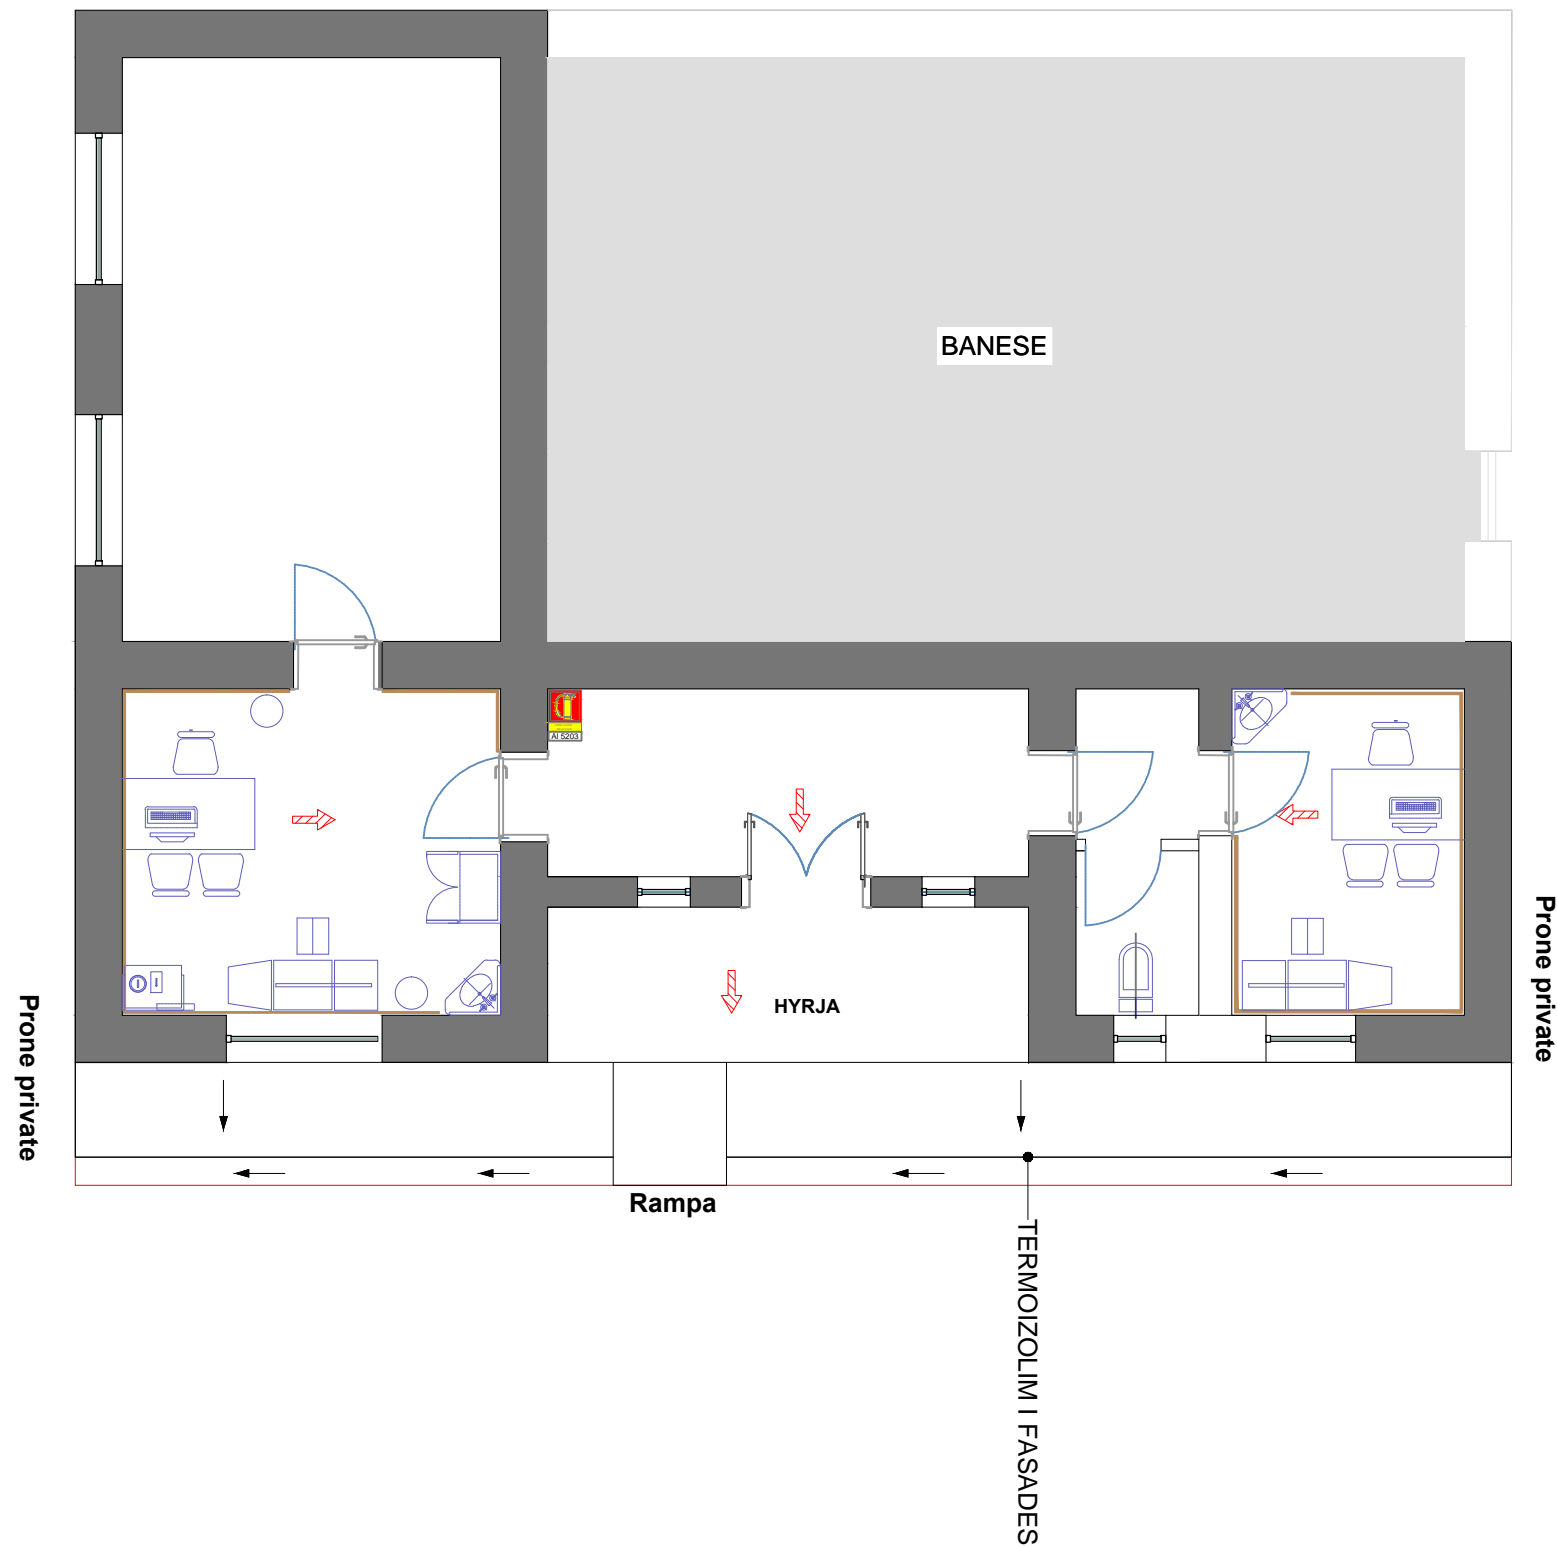 BANESE
AI 5203
HYRJA
Prone private
Prone private
Rampa
TERMOIZOLIM I FASADES